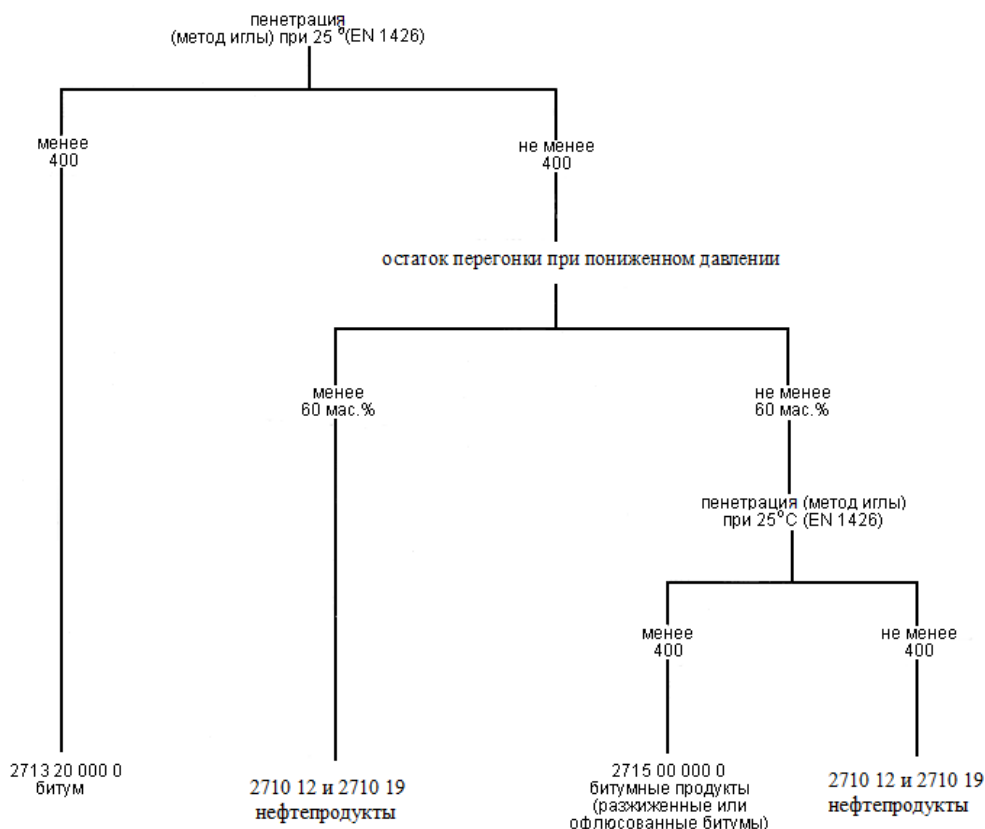 пенетрация
(метод иглы) при 25 °(EN 1426)
менее
400
не менее
400
остаток перегонки при пониженном давлении
менее
60 мас.%
не менее
60 мас.%
пенетрация (метод иглы)
при 25°C (EN 1426)
менее
400
не менее
400
2713 20 000 0
битум
2710 12 и 2710 19
нефтепродукты
2715 00 000 0
битумные продукты
(разжиженные или
офлюсованные битумы)
2710 12 и 2710 19
нефтепродукты